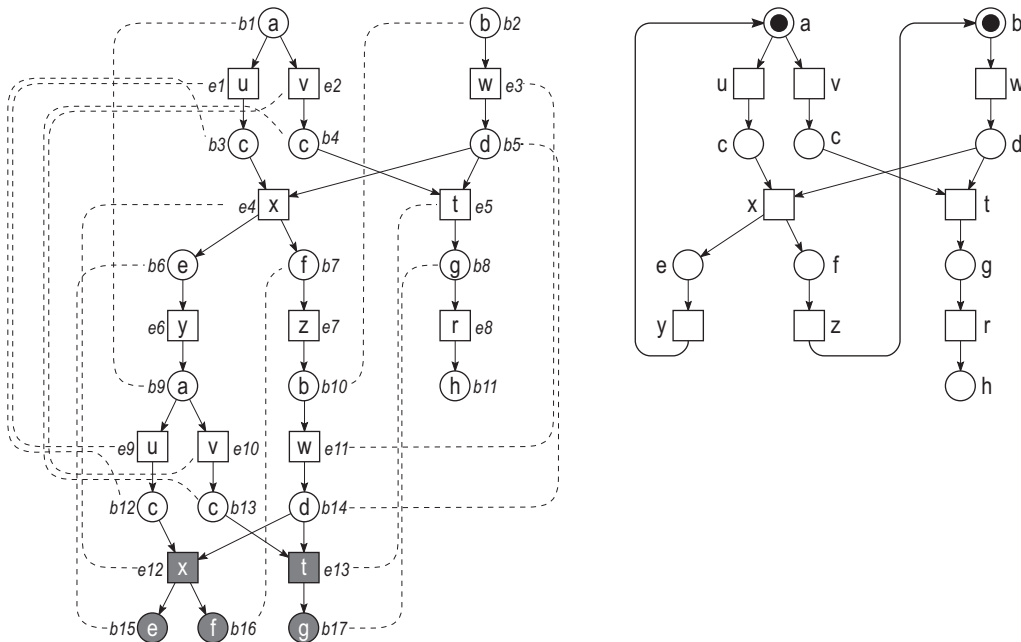 b1 a b b2 a b
e1 u v e2 w e3 u v w
b3 c c b4 d b5 c c d
e4 x t e5 x t
b6 e f b7 g b8 e f g
e6 y z e7 r e8 y z r
b9 a b b10 h b11 h
e9 u v e10 w e11
b12 c c b13 d b14
e12 x t e13
b15 e f b16 g b17